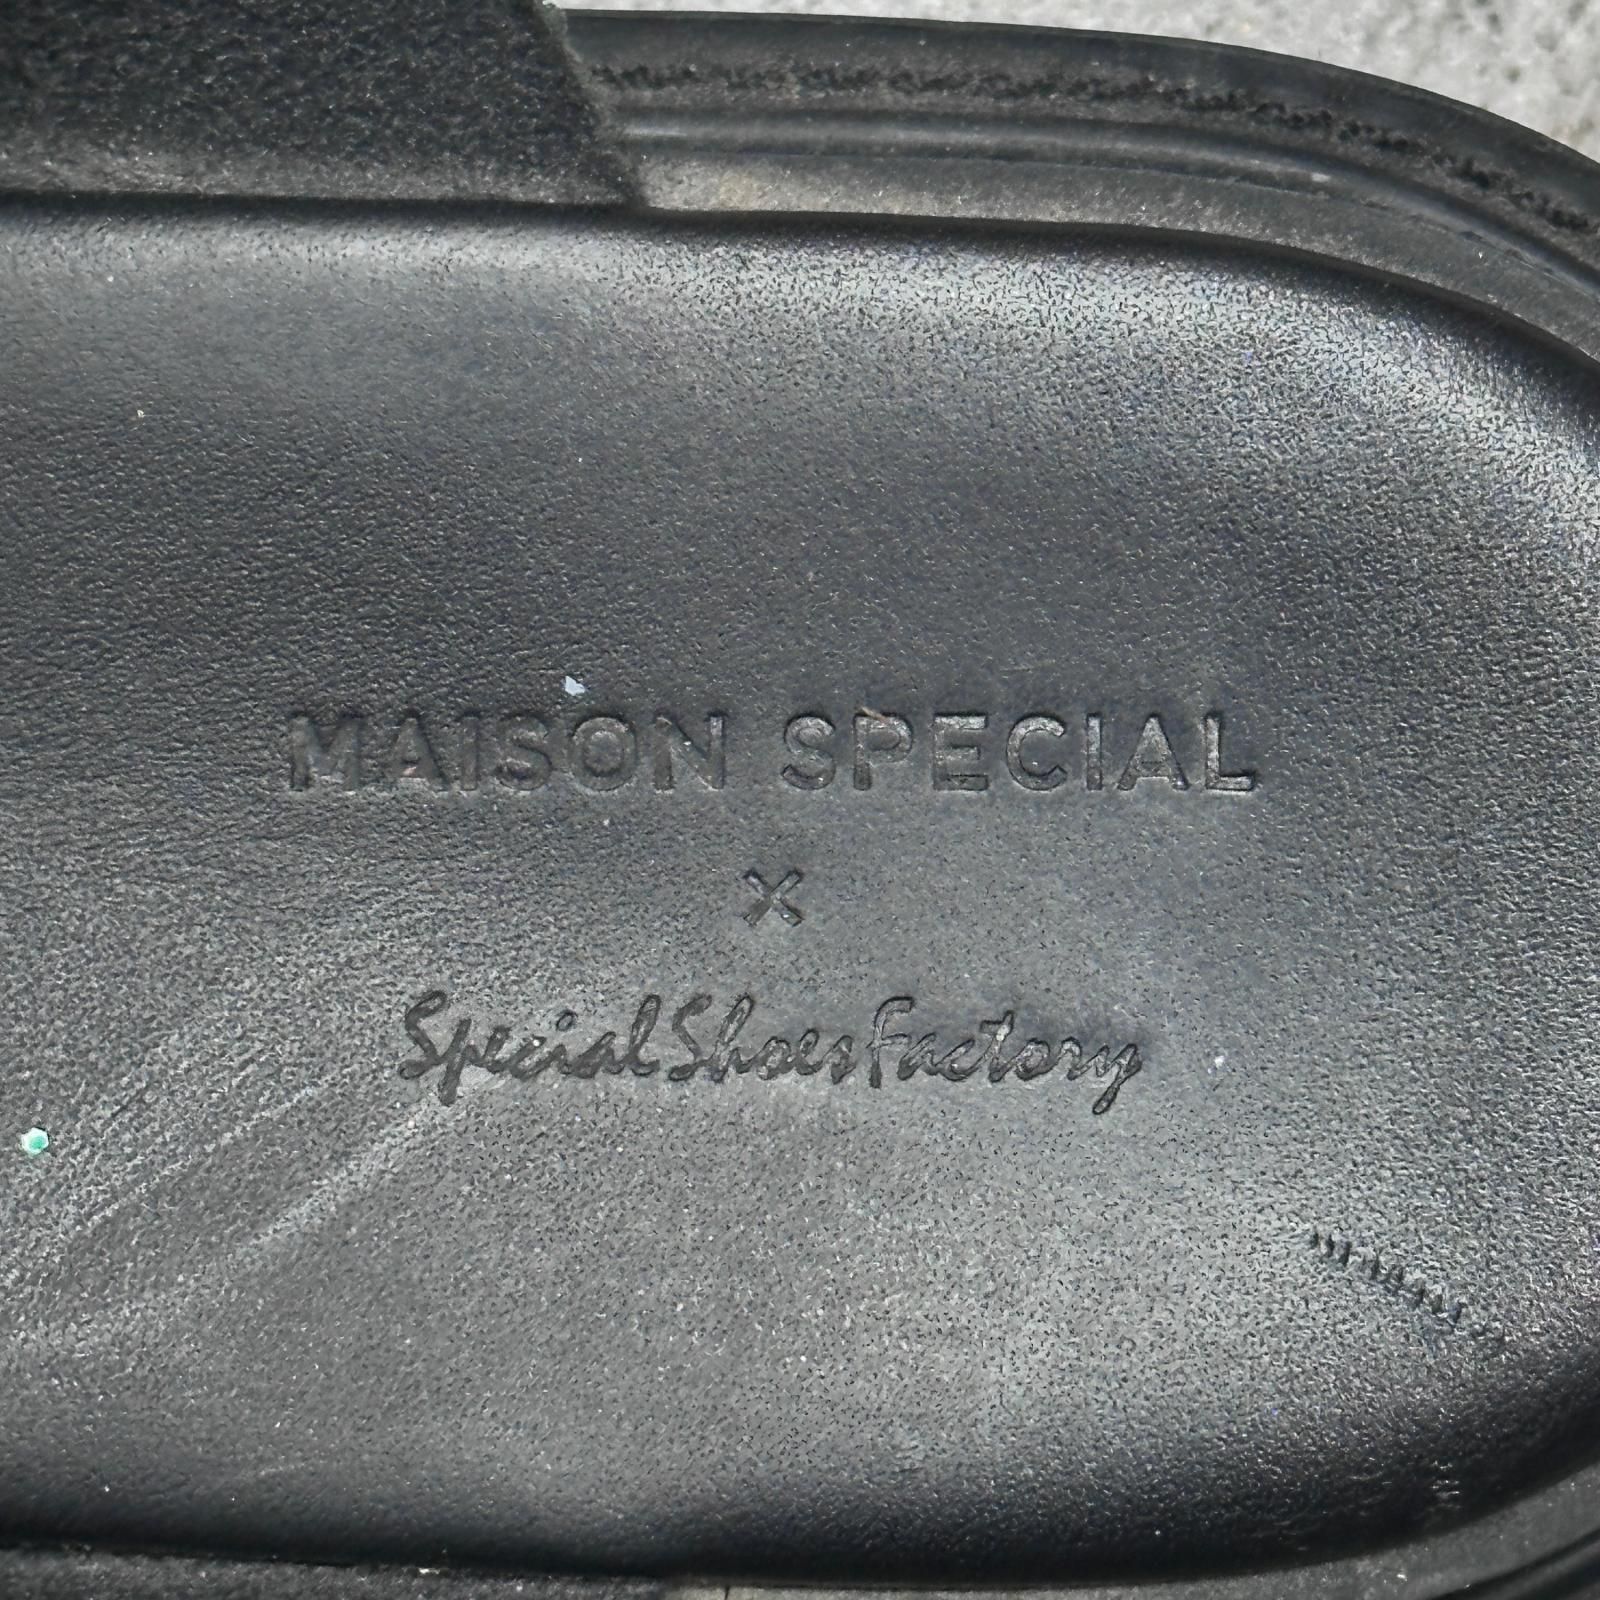 MAISON SPECIAL
×
Special Shoes Factory